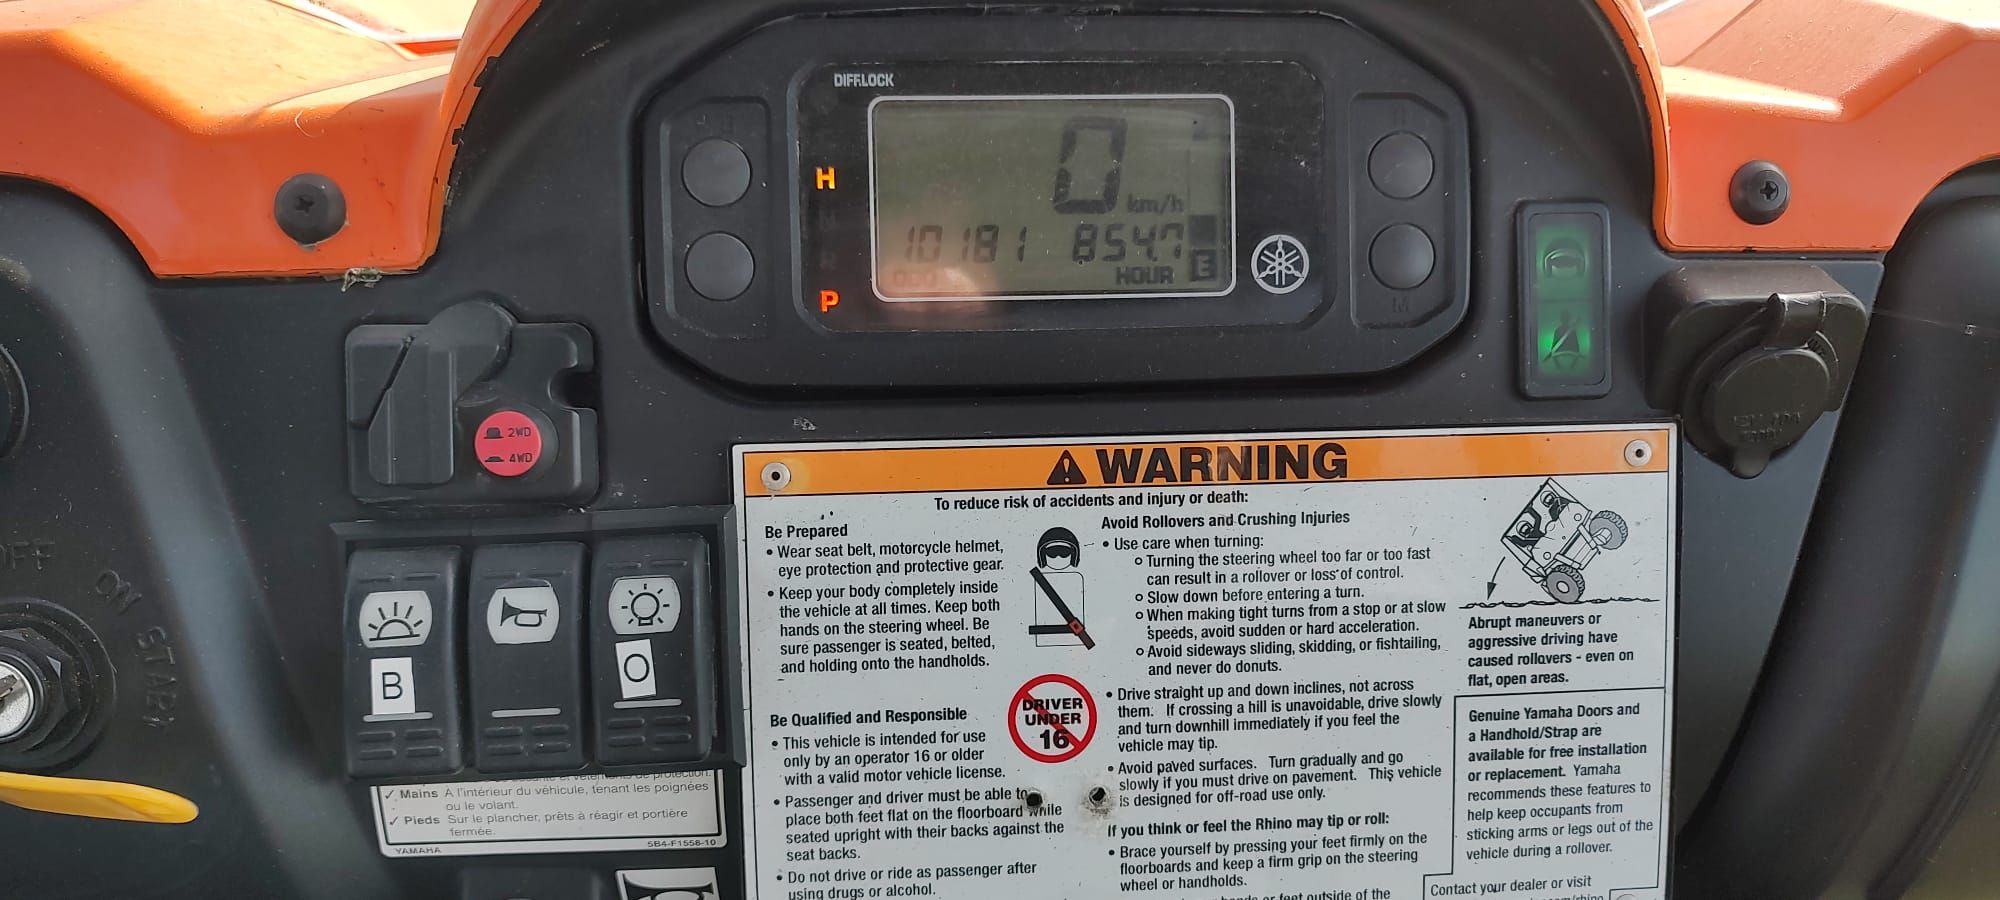 DIFF.LOCK
H
P
0
km/h
10181 854.7
ODO HOUR E
2WD
4WD
OFF
ON
START
B
O
✓ Mains À l'intérieur du véhicule, tenant les poignées
ou le volant.
✓ Pieds Sur le plancher, prêts à réagir et portière
fermée.
YAMAHA 5B4-F1558-10
WARNING
To reduce risk of accidents and injury or death:
Be Prepared
• Wear seat belt, motorcycle helmet,
eye protection and protective gear.
• Keep your body completely inside
the vehicle at all times. Keep both
hands on the steering wheel. Be
sure passenger is seated, belted,
and holding onto the handholds.
Be Qualified and Responsible
• This vehicle is intended for use
only by an operator 16 or older
with a valid motor vehicle license.
• Passenger and driver must be able to
place both feet flat on the floorboard while
seated upright with their backs against the
seat backs.
• Do not drive or ride as passenger after
using drugs or alcohol.
DRIVER
UNDER
16
Avoid Rollovers and Crushing Injuries
• Use care when turning:
o Turning the steering wheel too far or too fast
can result in a rollover or loss of control.
o Slow down before entering a turn.
o When making tight turns from a stop or at slow
speeds, avoid sudden or hard acceleration.
o Avoid sideways sliding, skidding, or fishtailing,
and never do donuts.
• Drive straight up and down inclines, not across
them. If crossing a hill is unavoidable, drive slowly
and turn downhill immediately if you feel the
vehicle may tip.
• Avoid paved surfaces. Turn gradually and go
slowly if you must drive on pavement. This vehicle
is designed for off-road use only.
If you think or feel the Rhino may tip or roll:
• Brace yourself by pressing your feet firmly on the
floorboards and keep a firm grip on the steering
wheel or handholds.
feet outside of the
Abrupt maneuvers or
aggressive driving have
caused rollovers - even on
flat, open areas.
Genuine Yamaha Doors and
a Handhold/Strap are
available for free installation
or replacement. Yamaha
recommends these features to
help keep occupants from
sticking arms or legs out of the
vehicle during a rollover.
Contact your dealer or visit